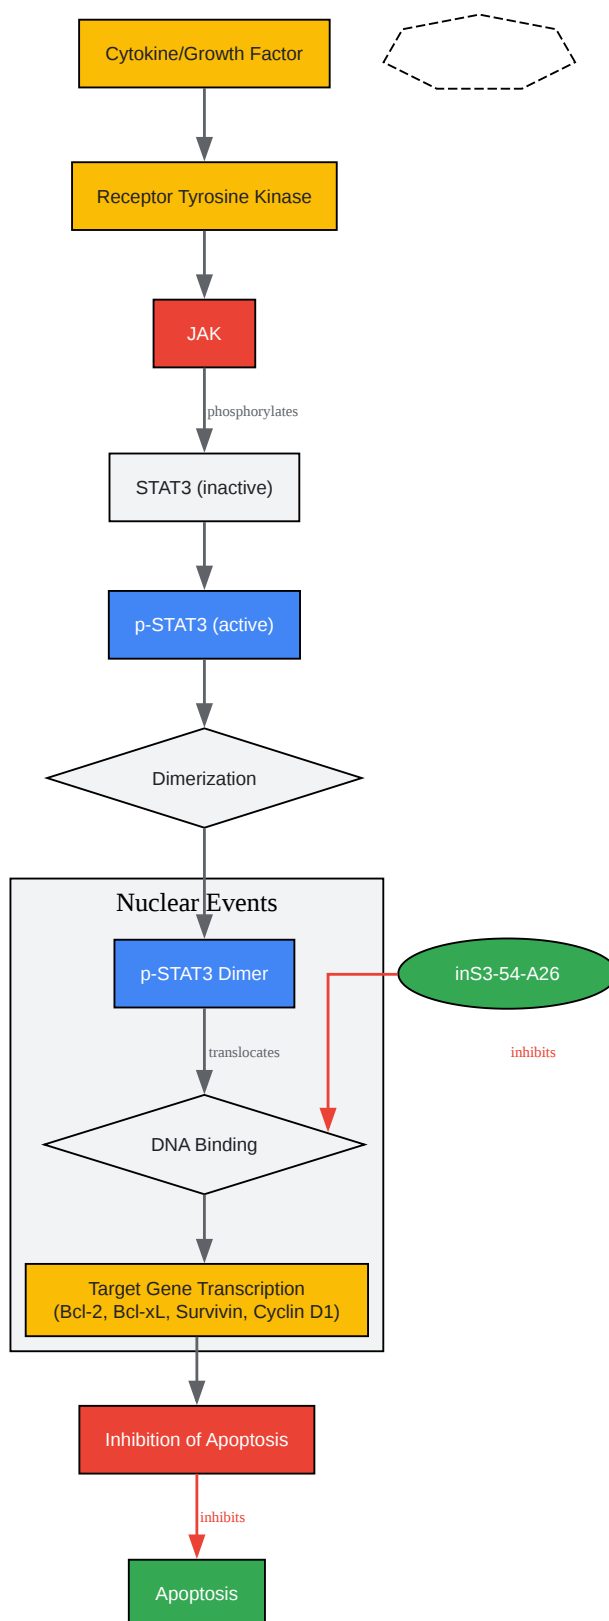 Cytokine/Growth Factor
Receptor Tyrosine Kinase
JAK
phosphorylates
STAT3 (inactive)
p-STAT3 (active)
Dimerization
Nuclear Events
p-STAT3 Dimer
inS3-54-A26
translocates
inhibits
DNA Binding
Target Gene Transcription
(Bcl-2, Bcl-xL, Survivin, Cyclin D1)
Inhibition of Apoptosis
inhibits
Apoptosis